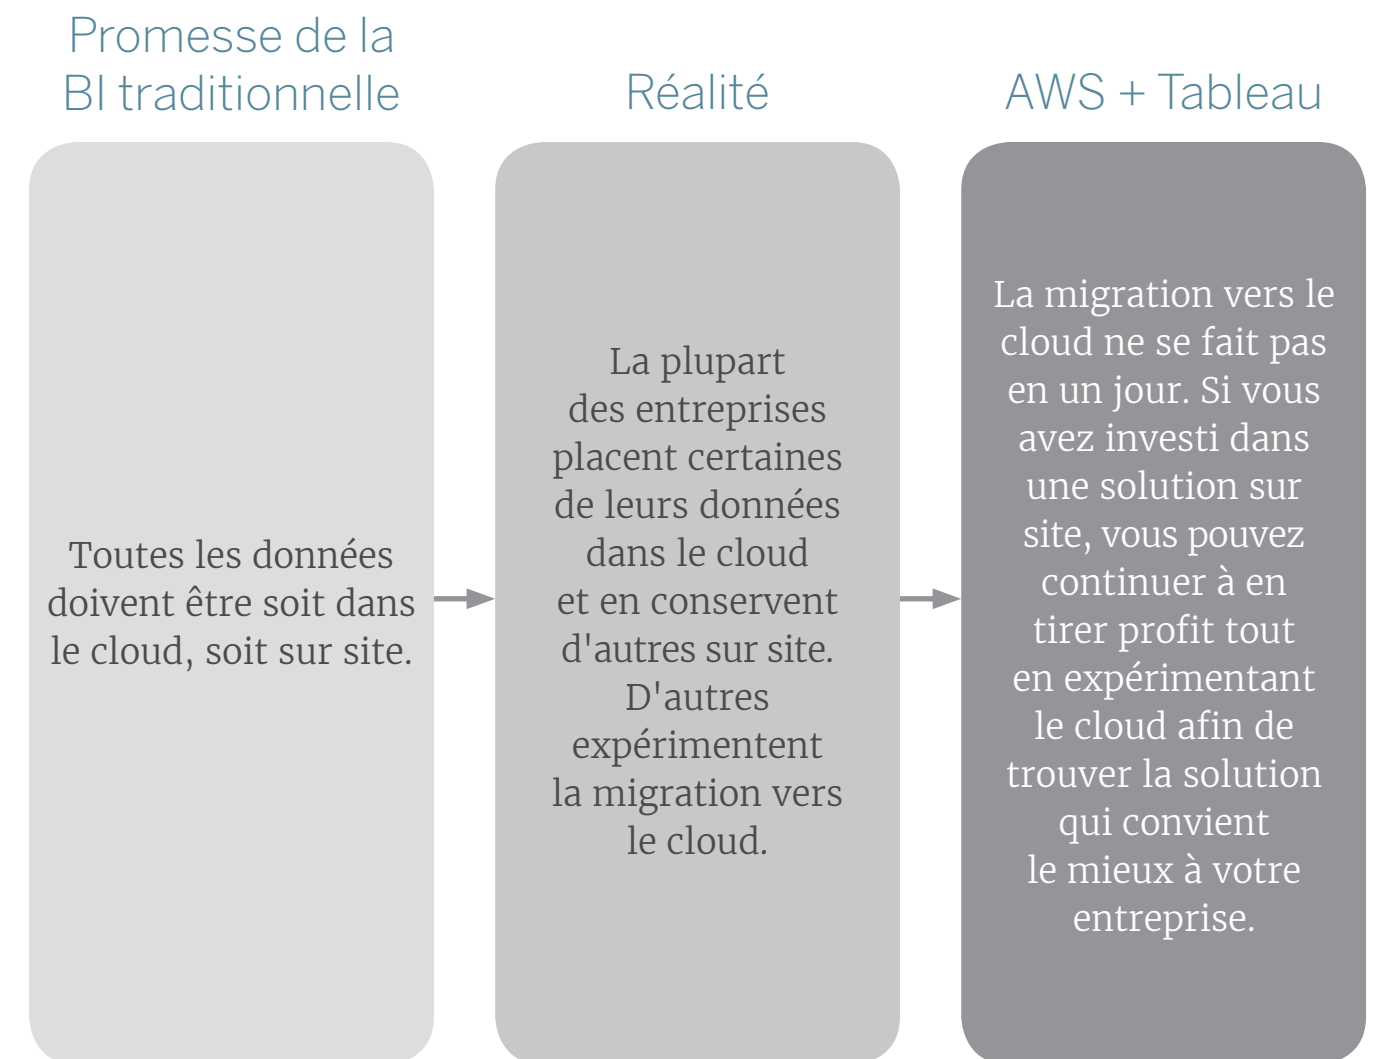 Promesse de la
BI traditionnelle
Réalité
AWS + Tableau
Toutes les données
doivent être soit dans
le cloud, soit sur site.
La plupart
des entreprises
placent certaines
de leurs données
dans le cloud
et en conservent
d'autres sur site.
D'autres
expérimentent
la migration vers
le cloud.
La migration vers le
cloud ne se fait pas
en un jour. Si vous
avez investi dans
une solution sur
site, vous pouvez
continuer à en
tirer profit tout
en expérimentant
le cloud afin de
trouver la solution
qui convient
le mieux à votre
entreprise.